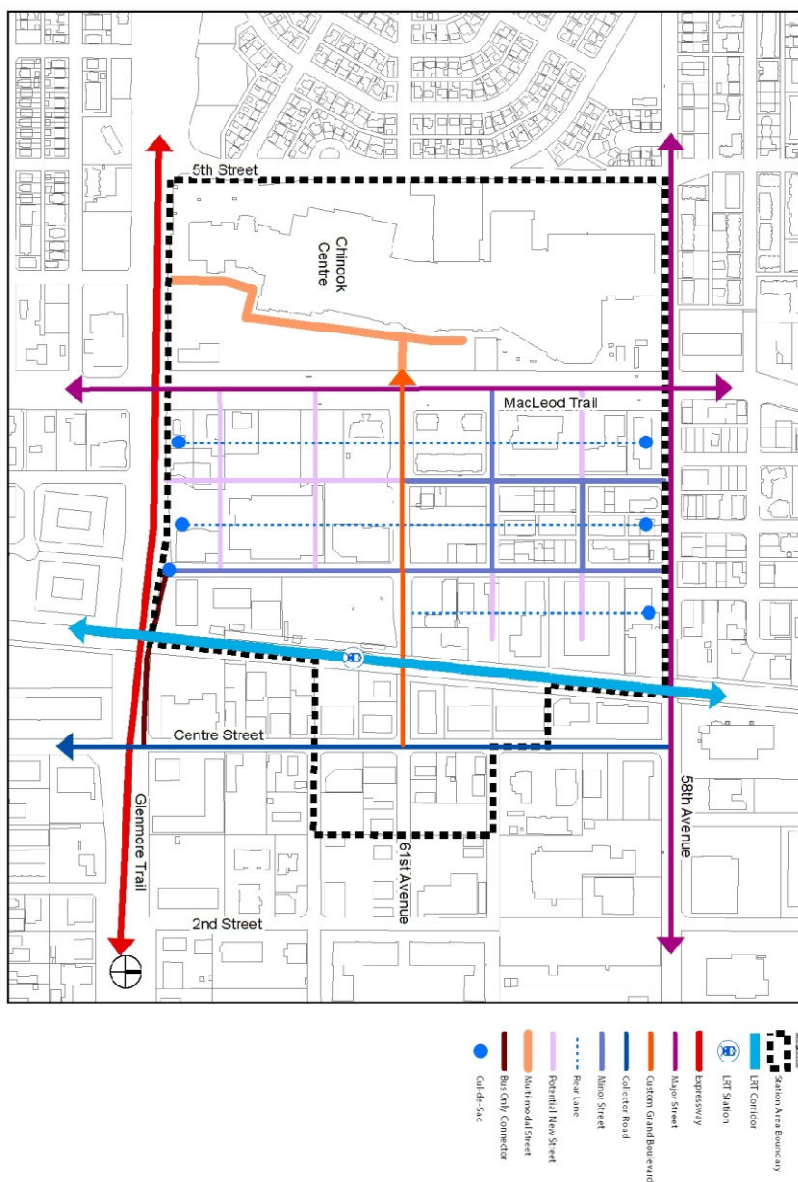 5th Street
Chinook
Centre
MacLeod Trail
Centre Street
58th Avenue
Glenmore Trail
61st Avenue
2nd Street
Station Area Boundary
LRT Corridor
LRT Station
Expressway
Major Street
Custom Grand Boulevard
Collector Road
Minor Street
Rear Lane
Potential New Street
Multi-modal Street
Bus Only Connector
Cul-de-Sac